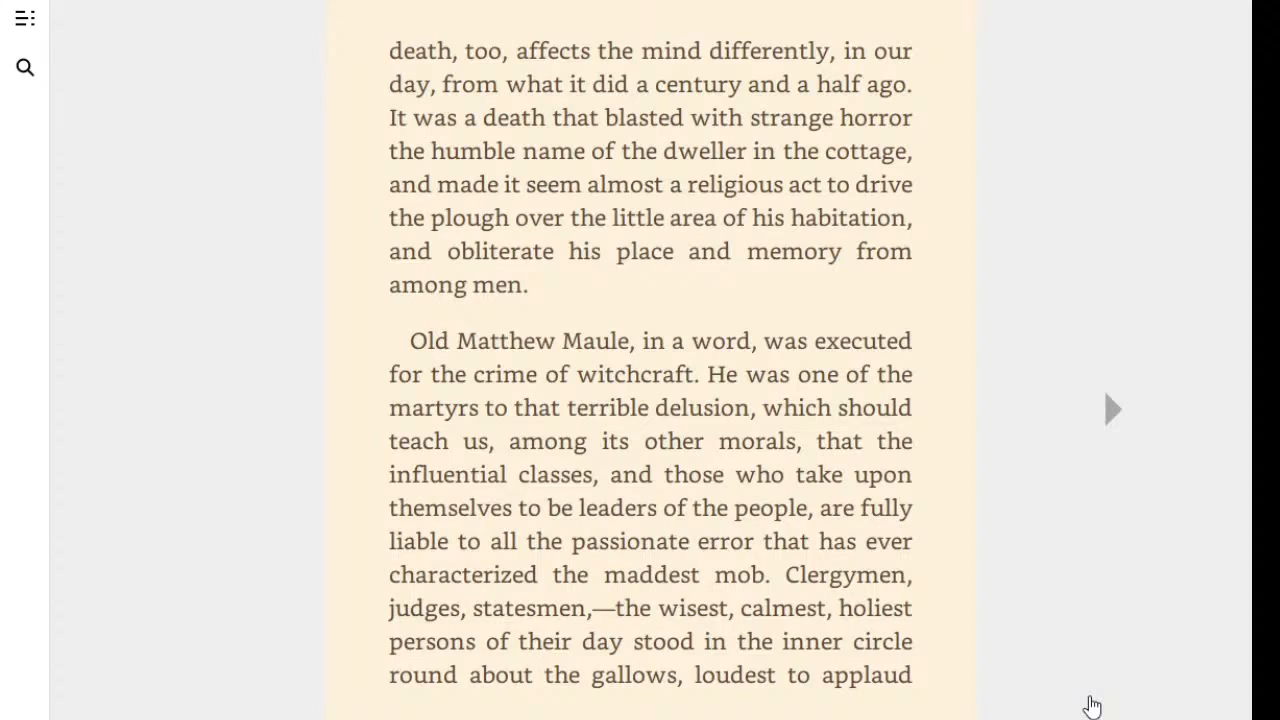 death, too, affects the mind differently, in our
day, from what it did a century and a half ago.
It was a death that blasted with strange horror
the humble name of the dweller in the cottage,
and made it seem almost a religious act to drive
the plough over the little area of his habitation,
and obliterate his place and memory from
among men.
Old Matthew Maule, in a word, was executed
for the crime of witchcraft. He was one of the
martyrs to that terrible delusion, which should
teach us, among its other morals, that the
influential classes, and those who take upon
themselves to be leaders of the people, are fully
liable to all the passionate error that has ever
characterized the maddest mob. Clergymen,
judges, statesmen,—the wisest, calmest, holiest
persons of their day stood in the inner circle
round about the gallows, loudest to applaud